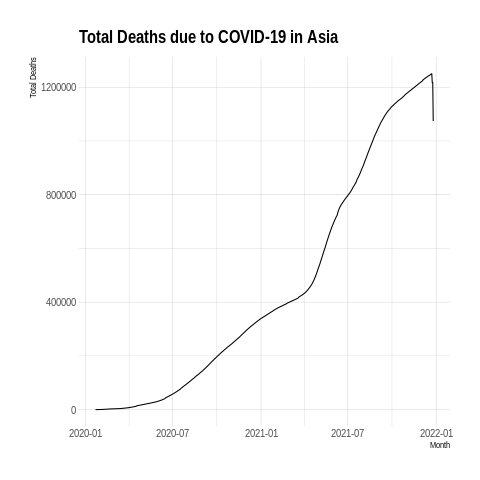 Total Deaths due to COVID-19 in Asia
Total Deaths
1200000
800000
400000
0
2020-01 2020-07 2021-01 2021-07 2022-01
Month